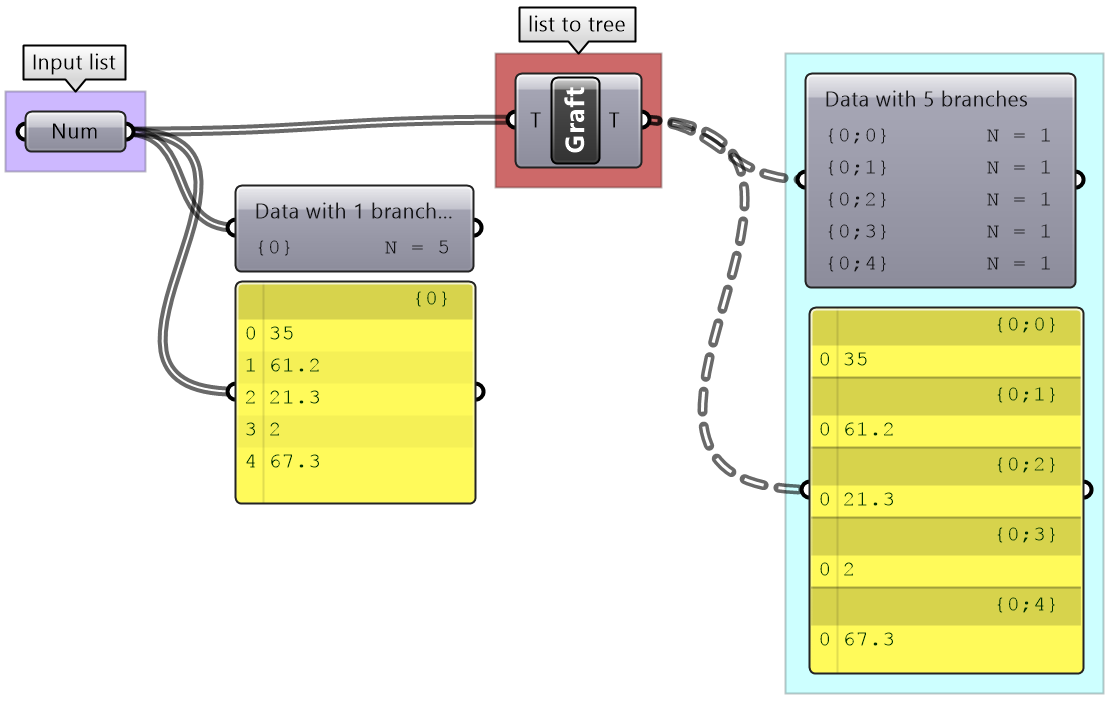 Input list
Num
list to tree
T Graft T
Data with 1 branch...
{0} N = 5
{0}
0 35
1 61.2
2 21.3
3 2
4 67.3
Data with 5 branches
{0;0} N = 1
{0;1} N = 1
{0;2} N = 1
{0;3} N = 1
{0;4} N = 1
{0;0}
0 35
{0;1}
0 61.2
{0;2}
0 21.3
{0;3}
0 2
{0;4}
0 67.3